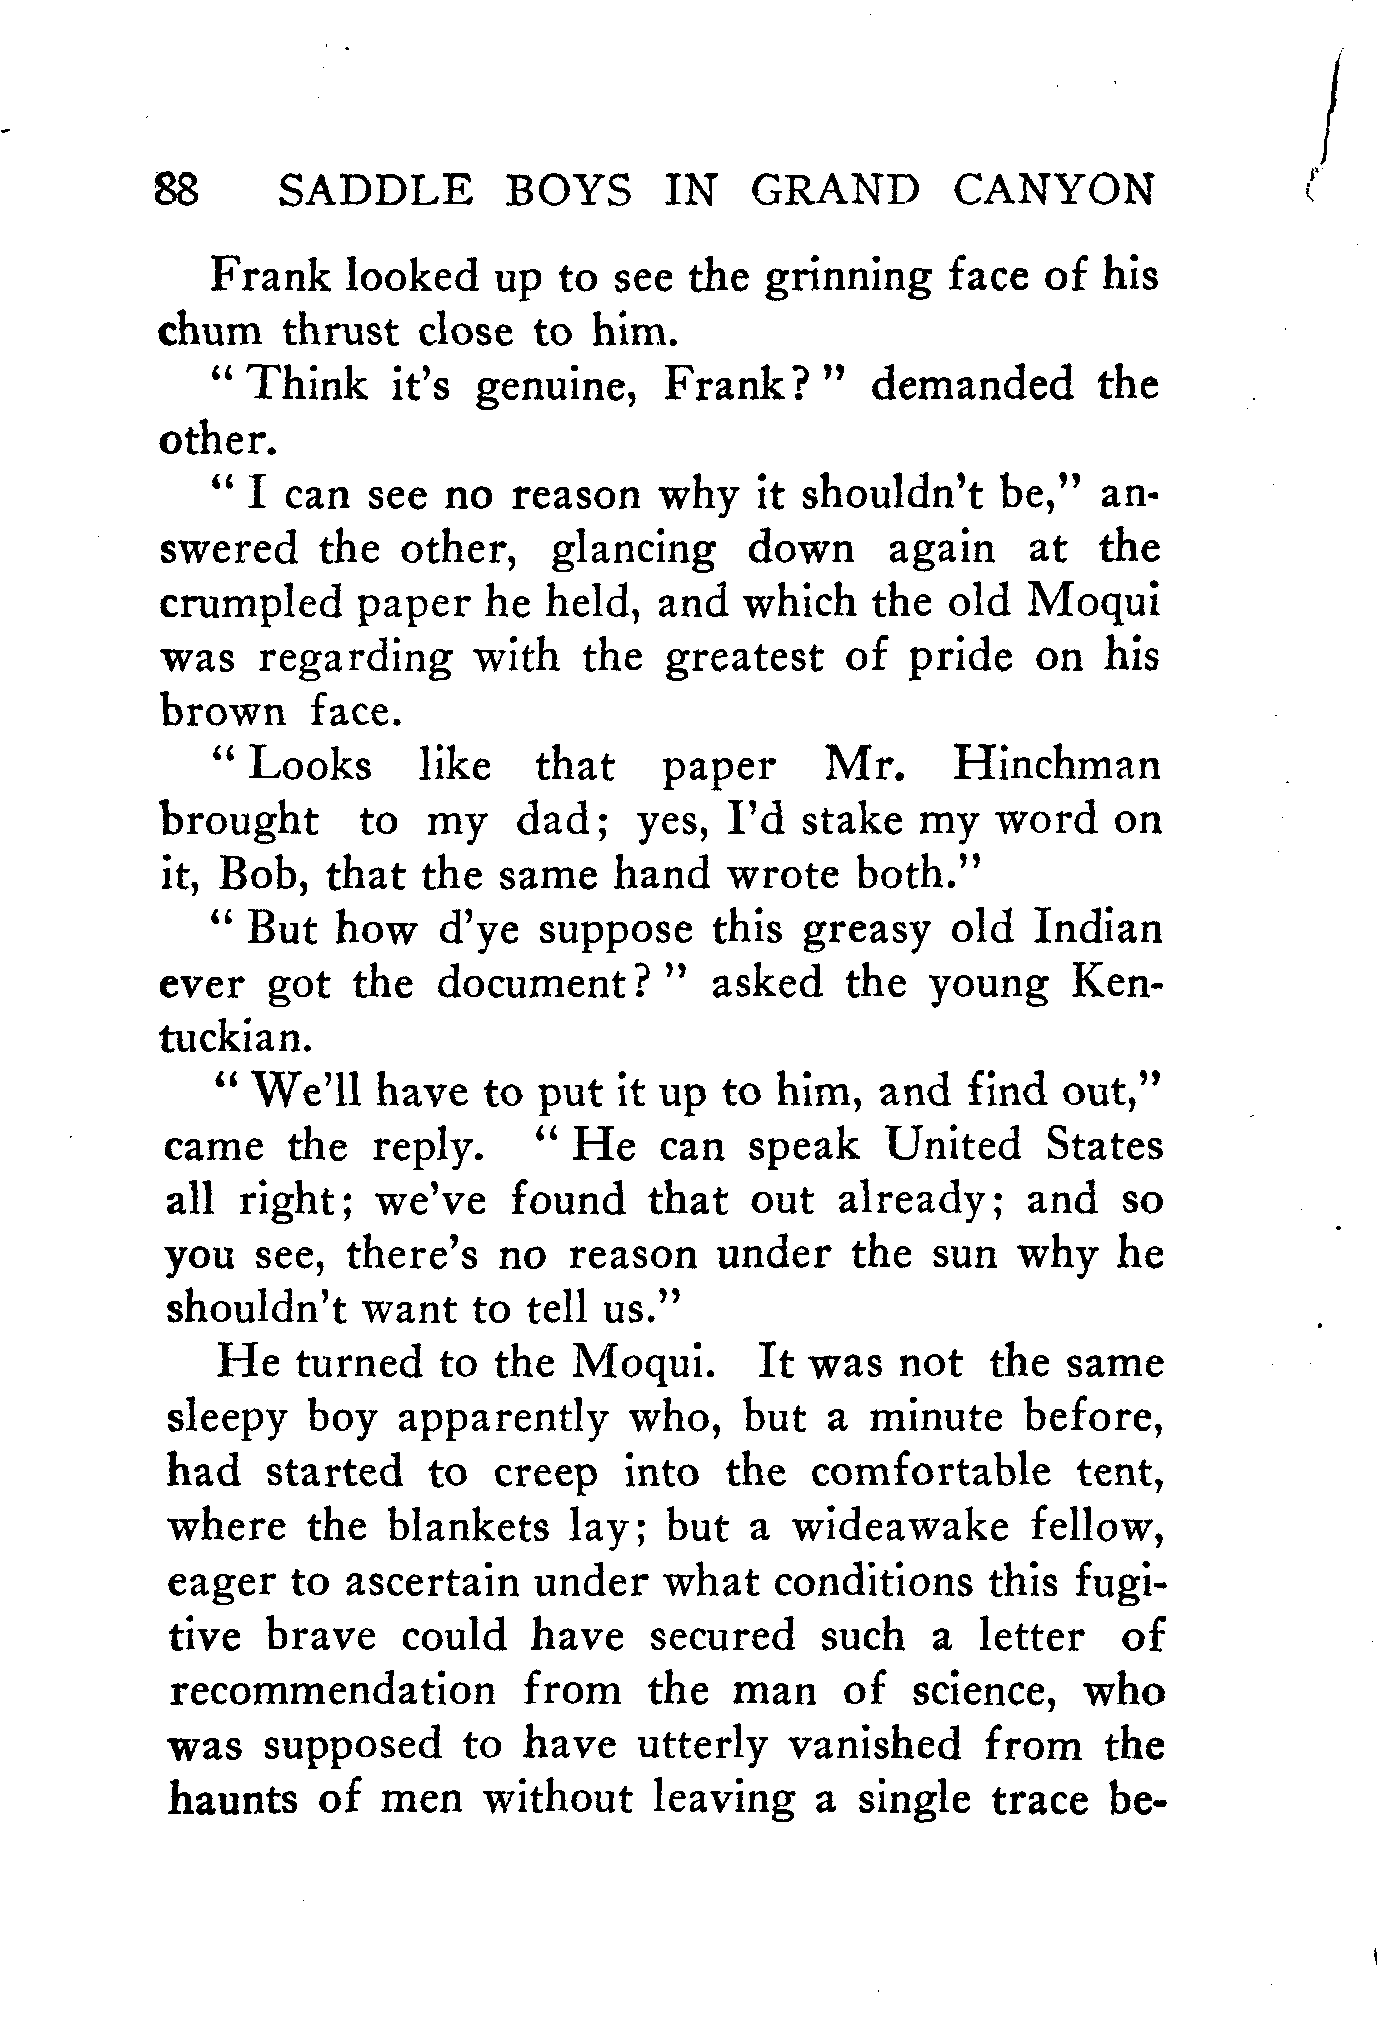 88 SADDLE BOYS IN GRAND CANYON
Frank looked up to see the grinning face of his
chum thrust close to him.
" Think it's genuine, Frank? " demanded the
other.
" I can see no reason why it shouldn't be," an-
swered the other, glancing down again at the
crumpled paper he held, and which the old Moqui
was regarding with the greatest of pride on his
brown face.
" Looks like that paper Mr. Hinchman
brought to my dad; yes, I'd stake my word on
it, Bob, that the same hand wrote both."
" But how d'ye suppose this greasy old Indian
ever got the document? " asked the young Ken-
tuckian.
" We'll have to put it up to him, and find out,"
came the reply. " He can speak United States
all right; we've found that out already; and so
you see, there's no reason under the sun why he
shouldn't want to tell us."
He turned to the Moqui. It was not the same
sleepy boy apparently who, but a minute before,
had started to creep into the comfortable tent,
where the blankets lay; but a wideawake fellow,
eager to ascertain under what conditions this fugi-
tive brave could have secured such a letter of
recommendation from the man of science, who
was supposed to have utterly vanished from the
haunts of men without leaving a single trace be-